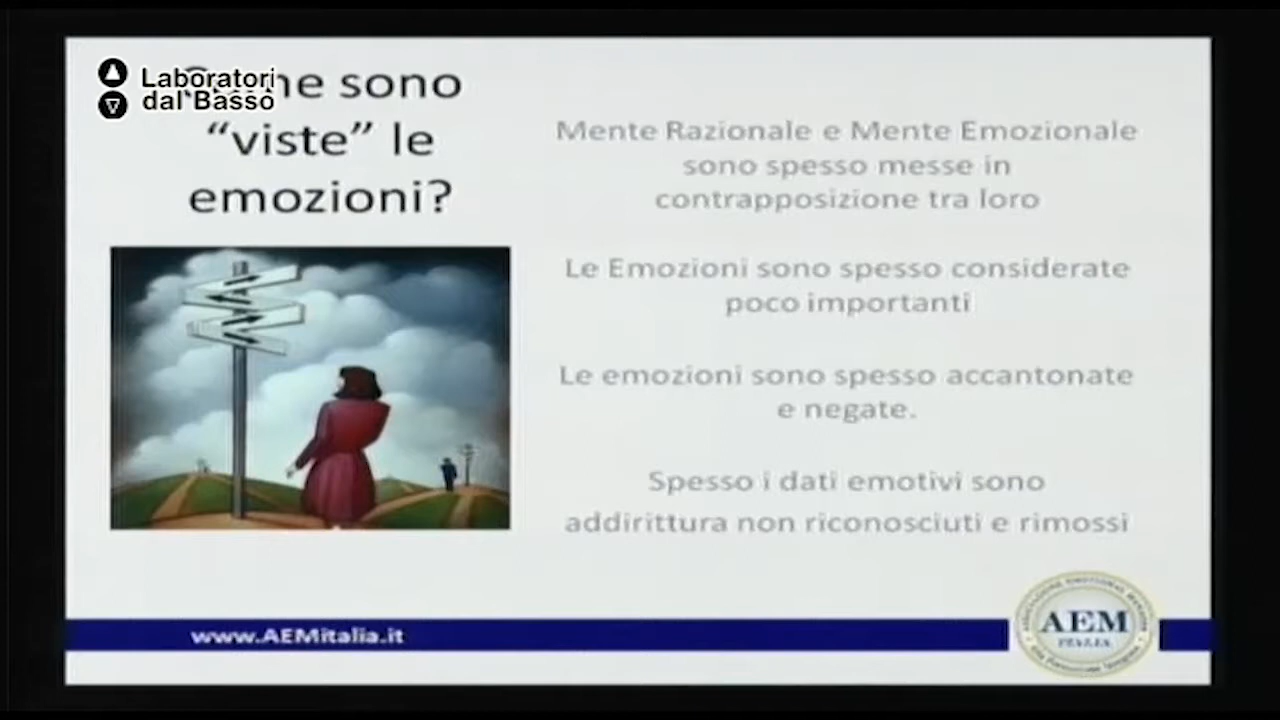 Laboratori
dal Basso
sono
“viste” le
emozioni?
Mente Razionale e Mente Emozionale
sono spesso messe in
contrapposizione tra loro
Le Emozioni sono spesso considerate
poco importanti
Le emozioni sono spesso accantonate
e negate.
Spesso i dati emotivi sono
addirittura non riconosciuti e rimossi
www.AEMitalia.it
AEM
ITALIA